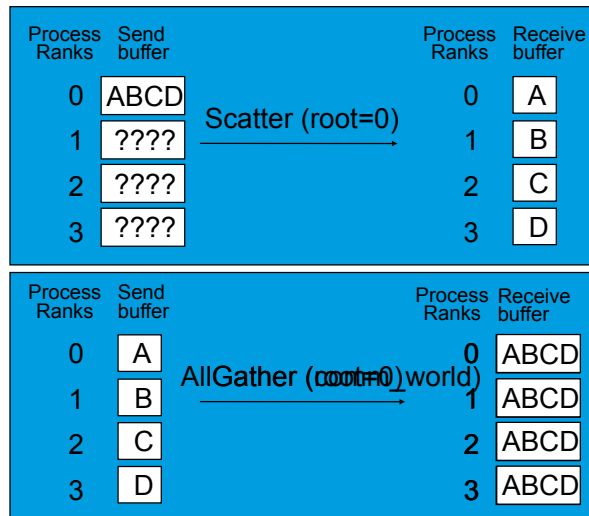 Process Ranks Send buffer Process Ranks Receive buffer
0 ABCD 0 A
Scatter (root=0)
1 ???? 1 B
2 ???? 2 C
3 ???? 3 D
Process Ranks Send buffer Process Ranks Receive buffer
0 A 0 ABCD
AllGather (comm_world)
1 B 1 ABCD
2 C 2 ABCD
3 D 3 ABCD